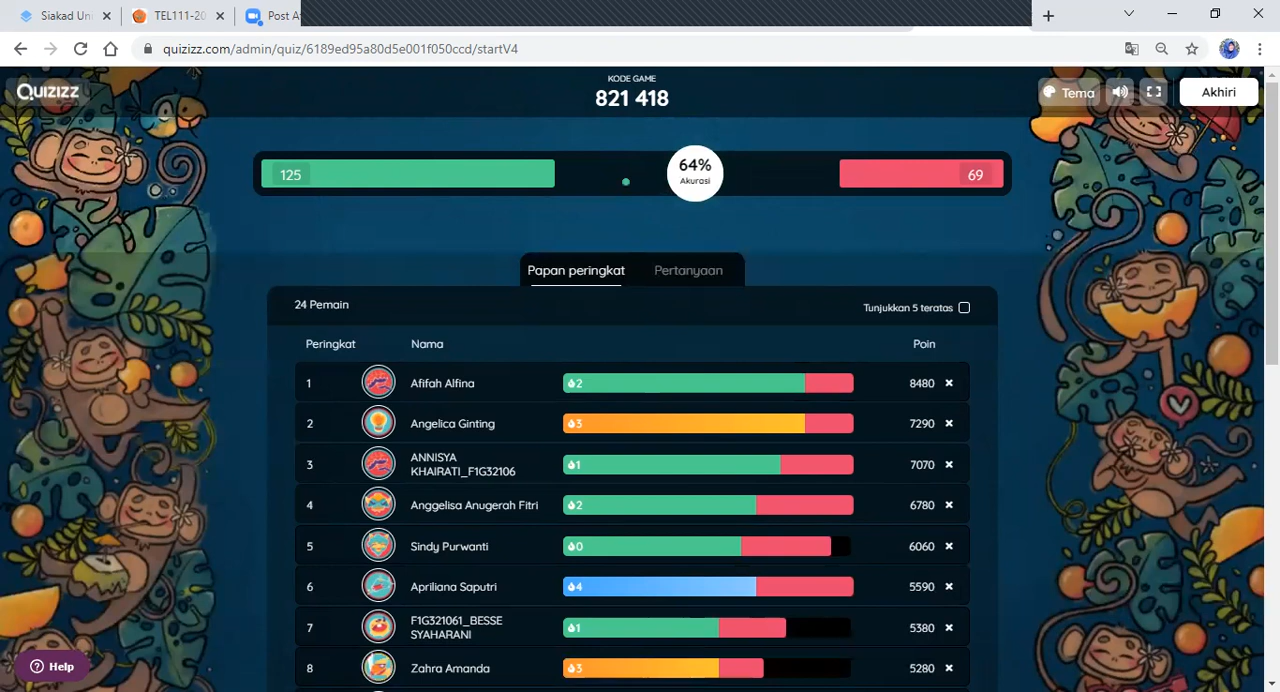 Siakad Uni
TEL111-20
Post A
quizizz.com/admin/quiz/6189ed95a80d5e001f050ccd/startV4
QUIZIZZ
KODE GAME
821 418
Tema
Akhiri
125
64%
Akurasi
69
Papan peringkat
Pertanyaan
24 Pemain
Tunjukkan 5 teratas
Peringkat Nama Poin
1 Afifah Alfina 2 8480
2 Angelica Ginting 3 7290
3 ANNISYA KHAIRATI_F1G32106 1 7070
4 Anggelisa Anugerah Fitri 2 6780
5 Sindy Purwanti 0 6060
6 Apriliana Saputri 4 5590
7 F1G321061_BESSE SYAHARANI 1 5380
8 Zahra Amanda 3 5280
Help